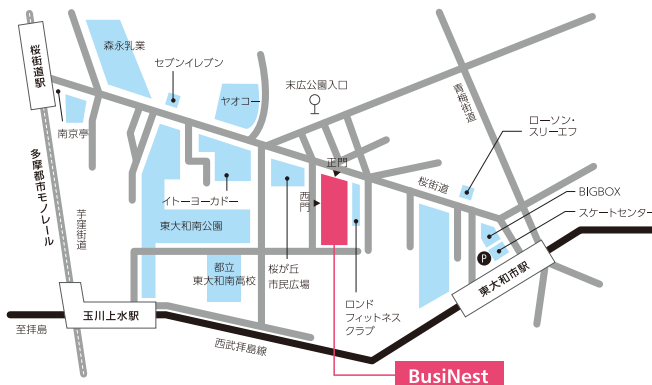 森永乳業
桜街道駅
セブンイレブン
ヤオコー
末広公園入口
青梅街道
ローソン・
スリーエフ
南京亭
正門
桜街道
BIGBOX
スケートセンター
多摩都市モノレール
芋窪街道
イトーヨーカドー
西門
東大和南公園
桜が丘
市民広場
都立
東大和南高校
P
東大和市駅
ロンド
フィットネス
クラブ
玉川上水駅
至拝島
西武拝島線
BusiNest